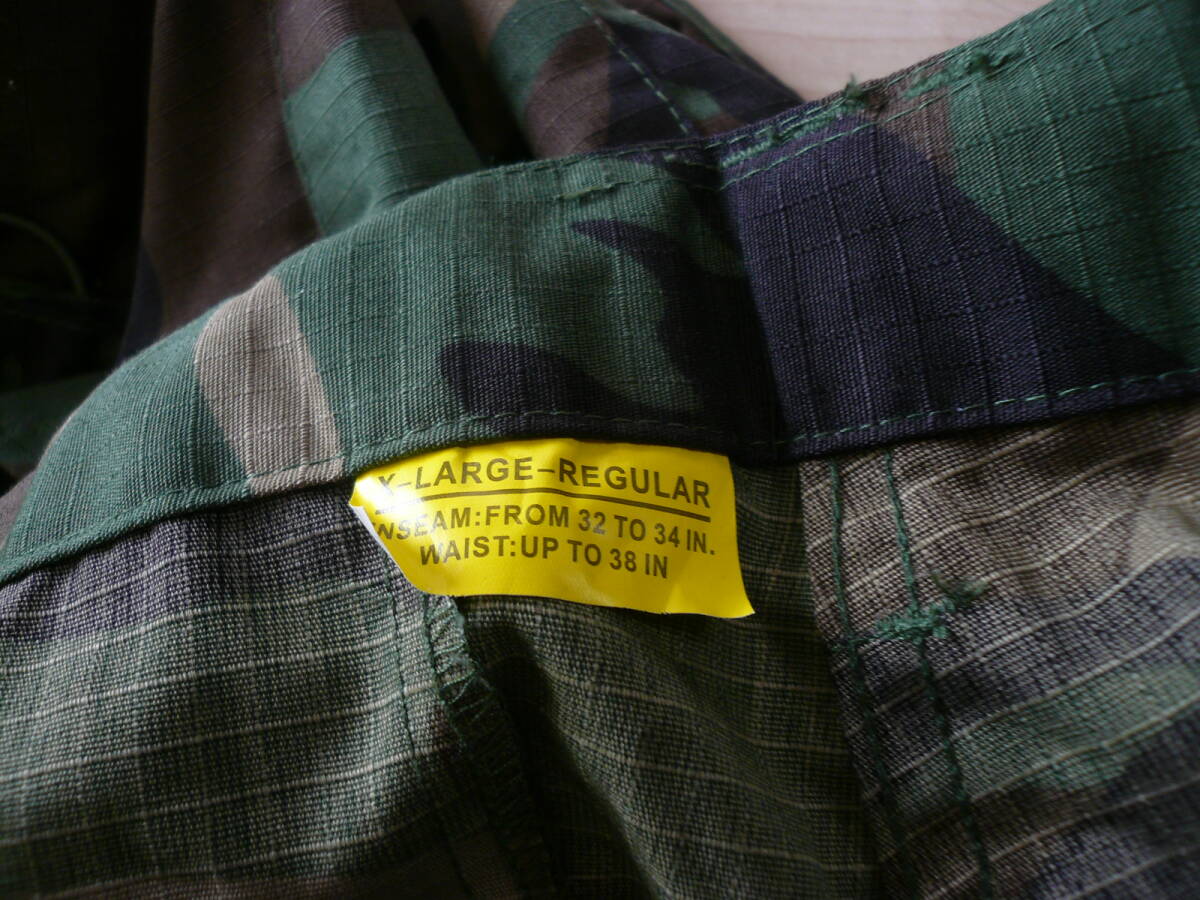 X-LARGE-REGULAR
NSEAM:FROM 32 TO 34 IN.
WAIST:UP TO 38 IN